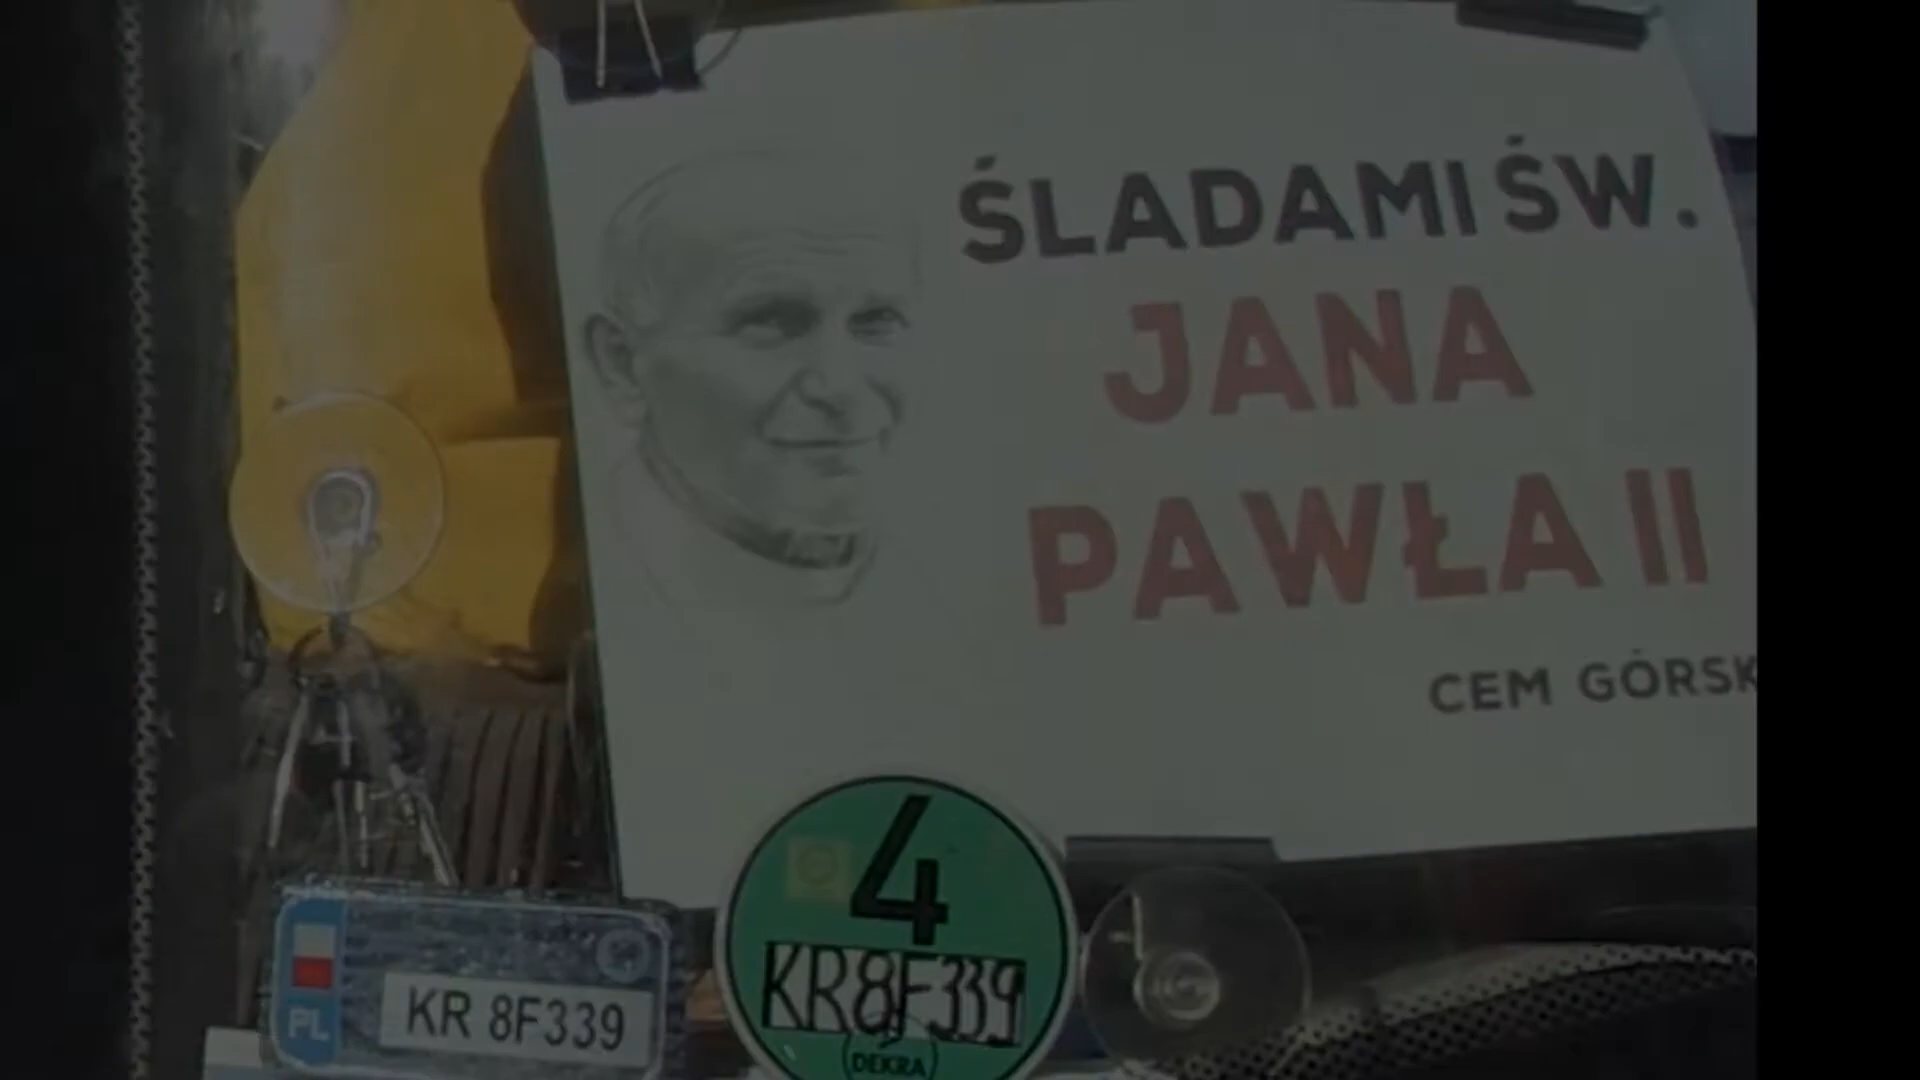 ŚLADAMI ŚW.
JANA
PAWŁA II
CEM GÓRSK
4
KR8F339
DEKRA
PL
KR 8F339